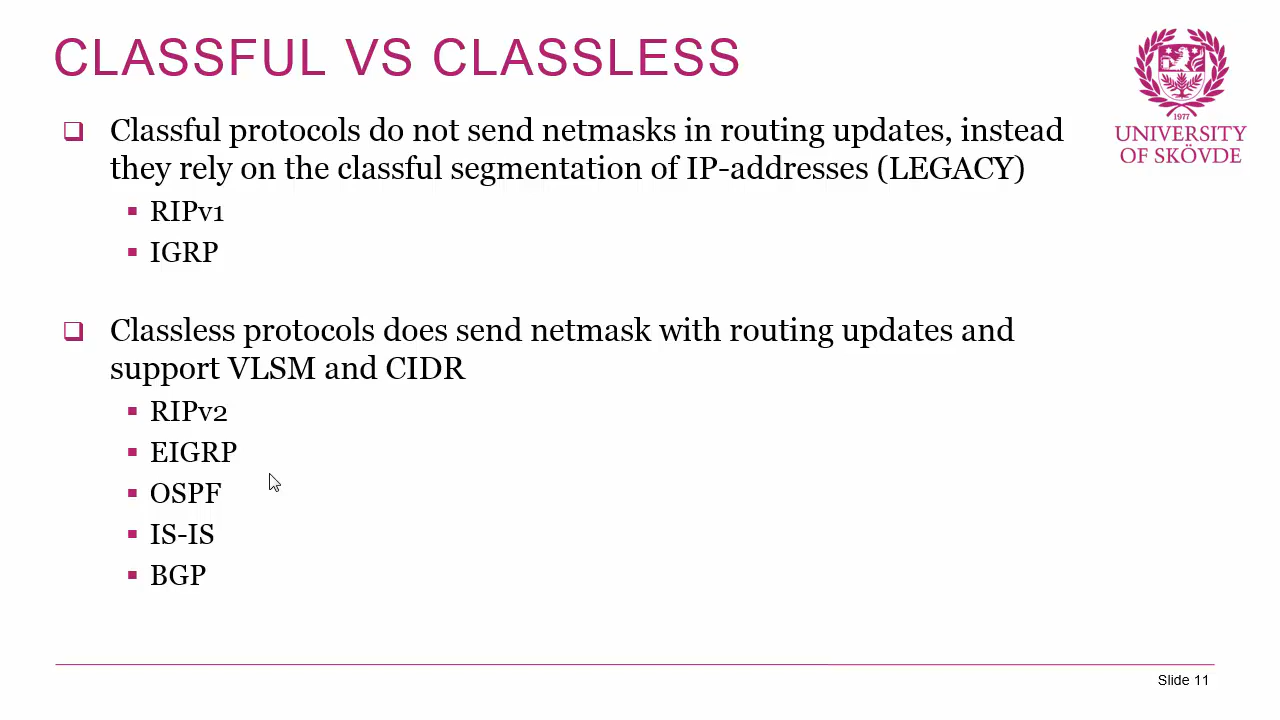 CLASSFUL VS CLASSLESS
Classful protocols do not send netmasks in routing updates, instead
they rely on the classful segmentation of IP-addresses (LEGACY)
RIPv1
IGRP
Classless protocols does send netmask with routing updates and
support VLSM and CIDR
RIPv2
EIGRP
OSPF
IS-IS
BGP
1977
UNIVERSITY
OF SKÖVDE
Slide 11